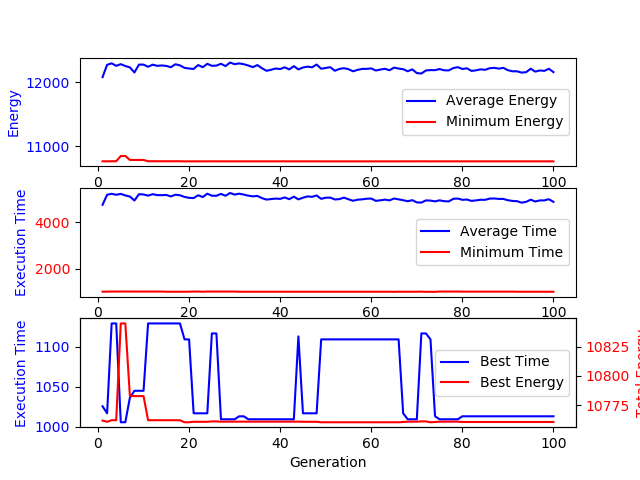 12000
11000
Energy
Average Energy
Minimum Energy
0 20 40 60 80 100
4000
2000
Execution Time
Average Time
Minimum Time
0 20 40 60 80 100
1100
1050
1000
Execution Time
Best Time
Best Energy
10825
10800
10775
Total Energy
0 20 40 60 80 100
Generation